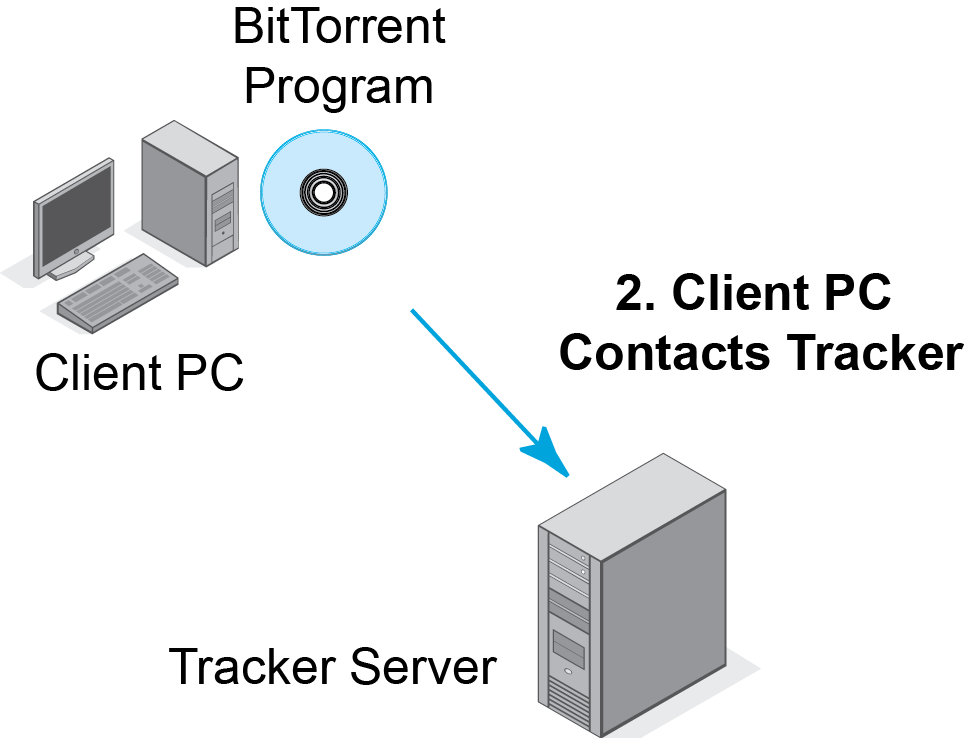 BitTorrent
Program
2. Client PC
Contacts Tracker
Client PC
Tracker Server